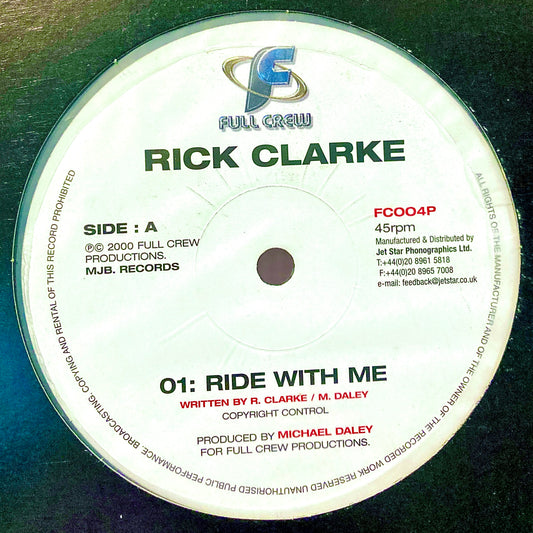 FULL CREW
RICK CLARKE
SIDE : A
℗© 2000 FULL CREW
PRODUCTIONS.
MJB. RECORDS
FC004P
45rpm
Manufactured & Distributed by
Jet Star Phonographics Ltd.
T:+44(0)20 8961 5818
F:+44(0)20 8965 7008
e-mail: feedback@jetstar.co.uk
01: RIDE WITH ME
WRITTEN BY R. CLARKE / M. DALEY
COPYRIGHT CONTROL
PRODUCED BY MICHAEL DALEY
FOR FULL CREW PRODUCTIONS.
ALL RIGHTS OF THE MANUFACTURER AND OF THE OWNER OF THE RECORDED WORK RESERVED UNAUTHORISED PUBLIC PERFORMANCE BROADCASTING, COPYING AND RENTAL OF THIS RECORD PROHIBITED